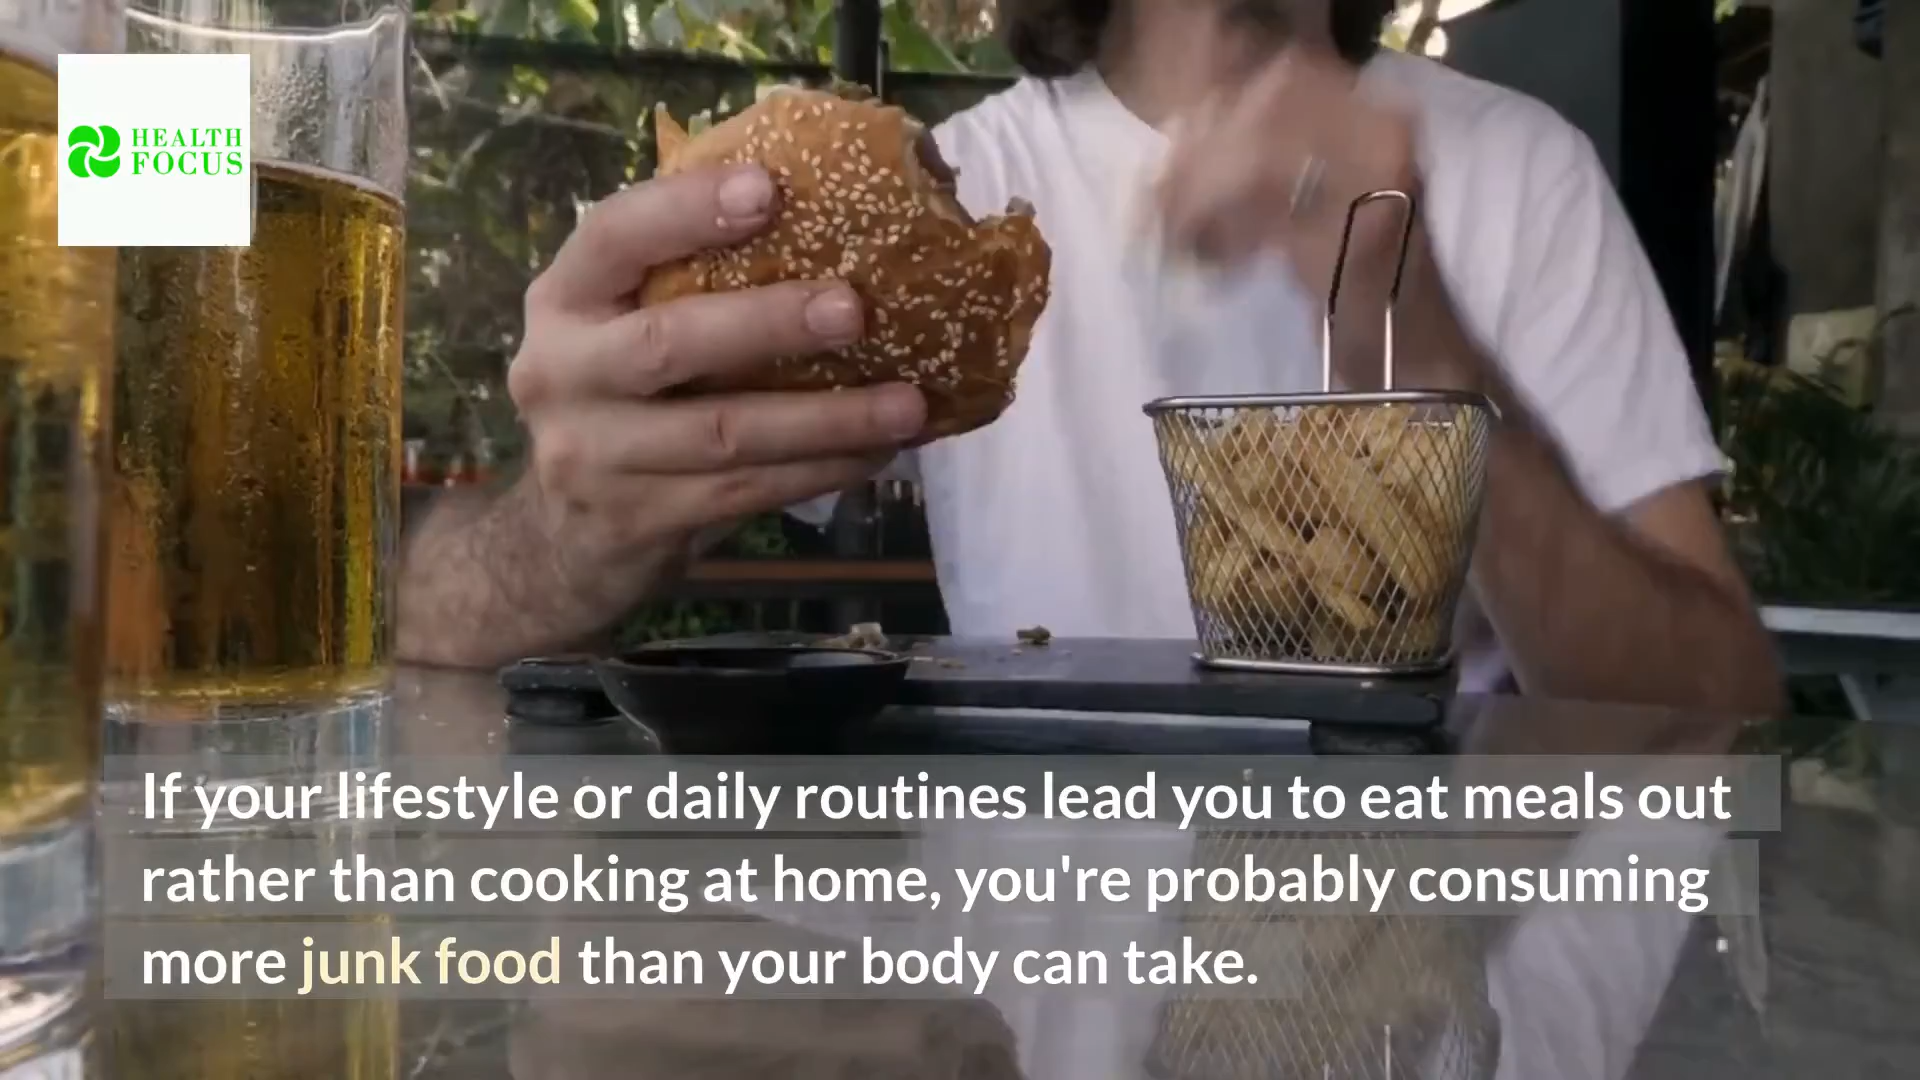 HEALTH
FOCUS
If your lifestyle or daily routines lead you to eat meals out
rather than cooking at home, you're probably consuming
more junk food than your body can take.